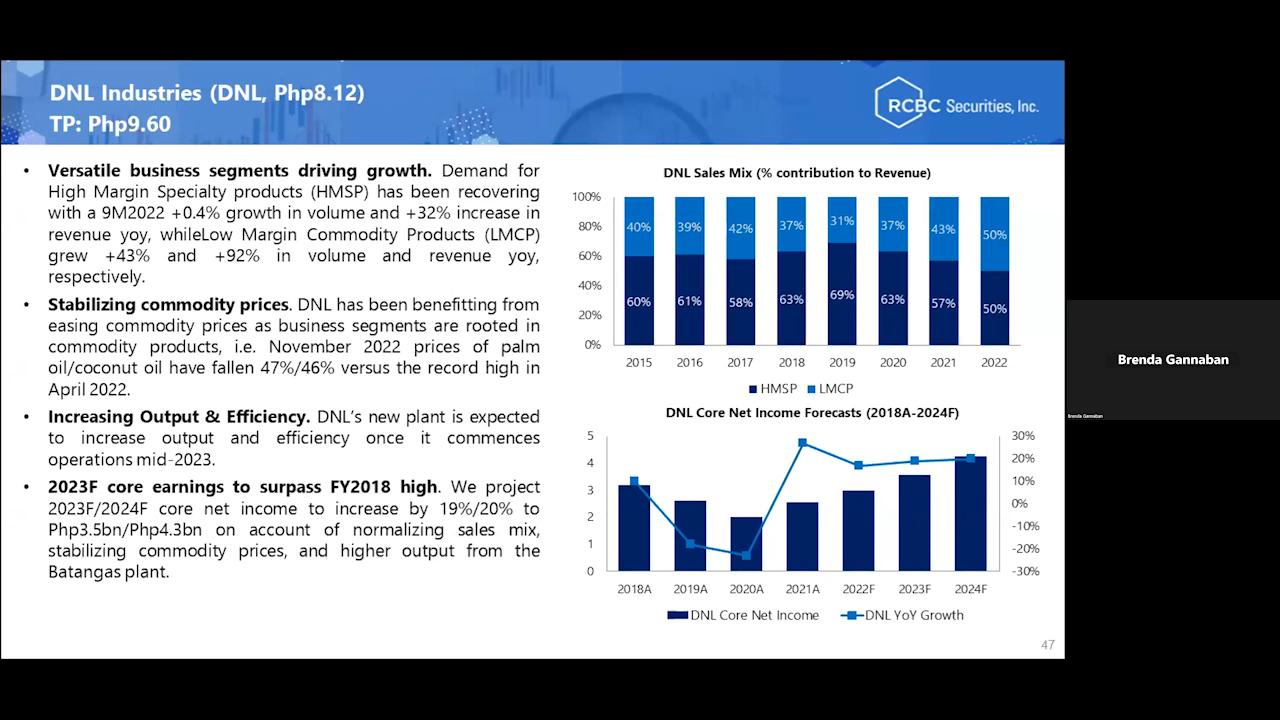 DNL Industries (DNL, Php8.12)
TP: Php9.60
RCBC Securities, Inc.
• Versatile business segments driving growth. Demand for
High Margin Specialty products (HMSP) has been recovering
with a 9M2022 +0.4% growth in volume and +32% increase in
revenue yoy, whileLow Margin Commodity Products (LMCP)
grew +43% and +92% in volume and revenue yoy,
respectively.
• Stabilizing commodity prices. DNL has been benefitting from
easing commodity prices as business segments are rooted in
commodity products, i.e. November 2022 prices of palm
oil/coconut oil have fallen 47%/46% versus the record high in
April 2022.
• Increasing Output & Efficiency. DNL's new plant is expected
to increase output and efficiency once it commences
operations mid-2023.
• 2023F core earnings to surpass FY2018 high. We project
2023F/2024F core net income to increase by 19%/20% to
Php3.5bn/Php4.3bn on account of normalizing sales mix,
stabilizing commodity prices, and higher output from the
Batangas plant.
DNL Sales Mix (% contribution to Revenue)
100%
80%
60%
40%
20%
0%
40% 39% 42% 37% 31% 37% 43% 50%
60% 61% 58% 63% 69% 63% 57% 50%
2015 2016 2017 2018 2019 2020 2021 2022
HMSP LMCP
DNL Core Net Income Forecasts (2018A-2024F)
5
4
3
2
1
0
30%
20%
10%
0%
-10%
-20%
-30%
2018A 2019A 2020A 2021A 2022F 2023F 2024F
DNL Core Net Income DNL YoY Growth
47
Brenda Gannaban
Brenda Gannaban